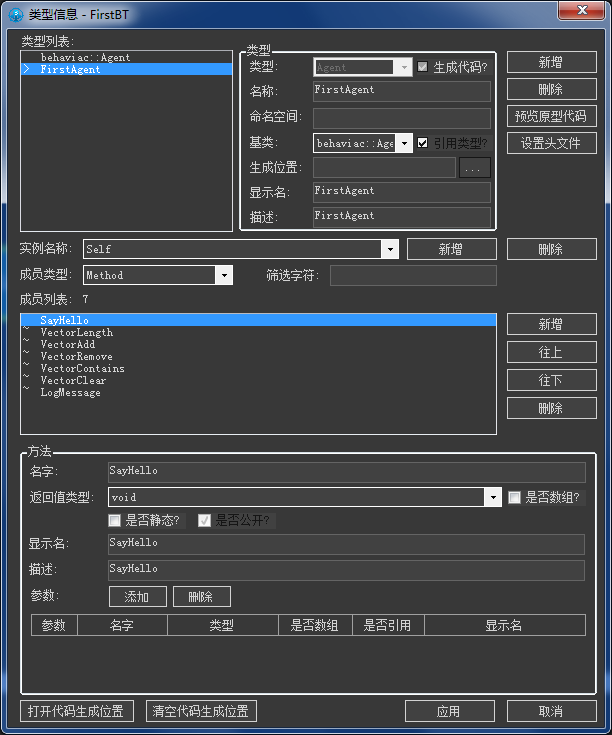 类型信息 - FirstBT
类型列表:
behaviac::Agent
> FirstAgent
类型
类型: Agent 生成代码?
名称: FirstAgent
命名空间:
基类: behaviac::Age 引用类型?
生成位置: ...
显示名: FirstAgent
描述: FirstAgent
新增
删除
预览原型代码
设置头文件
实例名称: Self 新增 删除
成员类型: Method 筛选字符:
成员列表: 7
SayHello
~ VectorLength
~ VectorAdd
~ VectorRemove
~ VectorContains
~ VectorClear
~ LogMessage
新增
往上
往下
删除
方法
名字: SayHello
返回值类型: void 是否数组?
是否静态? 是否公开?
显示名: SayHello
描述: SayHello
参数: 添加 删除
参数 名字 类型 是否数组 是否引用 显示名
打开代码生成位置 清空代码生成位置 应用 取消